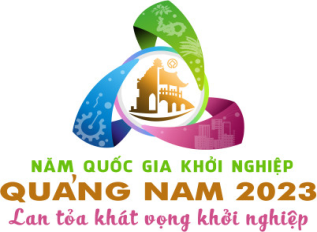 NĂM QUỐC GIA KHỞI NGHIỆP
QUẢNG NAM 2023
Lan tỏa khát vọng khởi nghiệp